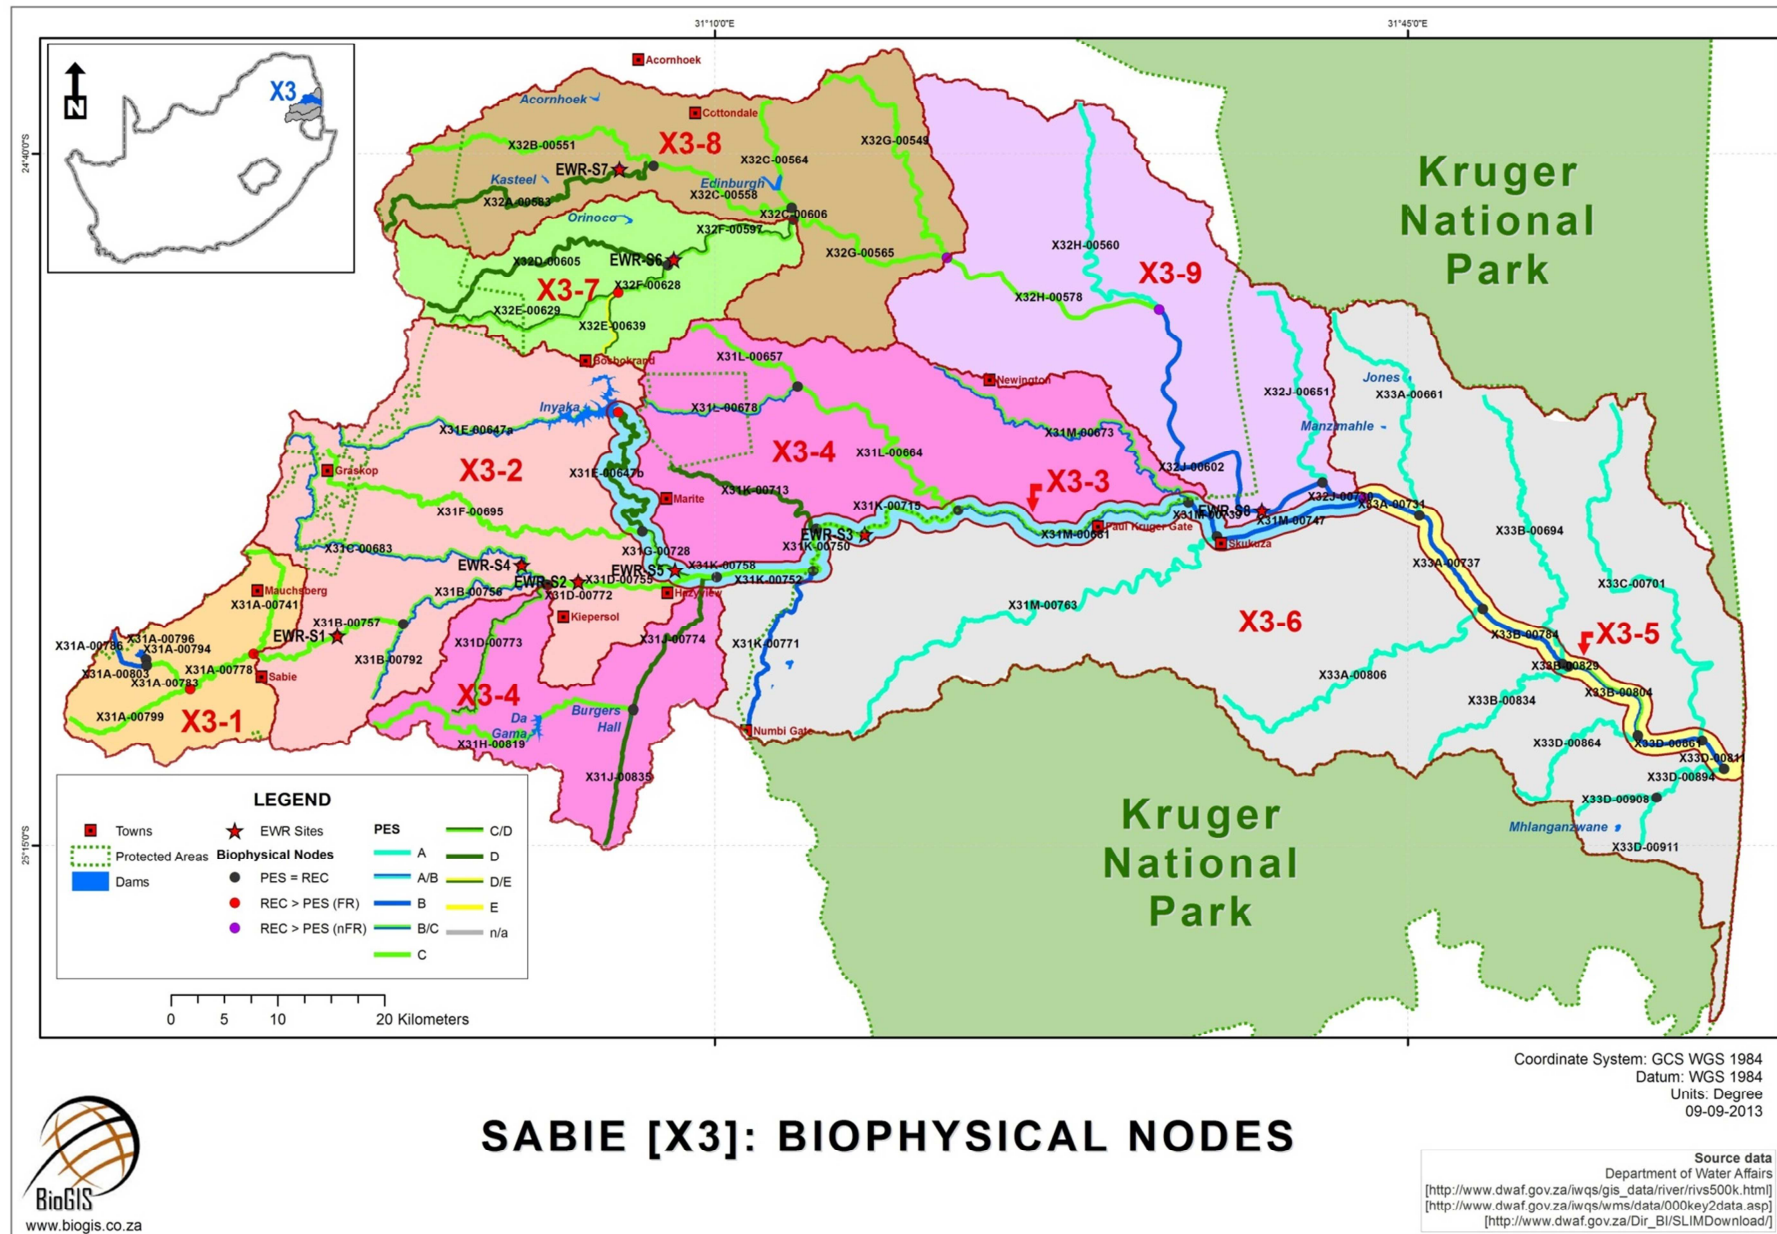 31°10'0"E
31°45'0"E
24°40'0"S
25°15'0"S
N
X3
Acornhoek
Acornhoek
Cottondale
X3-8
X32B-00551
X32C-00564
X32G-00549
EWR-S7
Kasteel
Edinburgh
X32A-00583
X32C-00558
X32C-00606
Orinoco
X32F-00597
X32G-00565
X32H-00560
X32D-00605
EWR-S6
X3-7
X32F-00628
X32E-00629
X32E-00639
X3-9
X32H-00578
Kruger
National
Park
Bosbokrand
X31L-00657
Newington
X32J-00651
Jones
X33A-00661
Inyaka
X31L-00678
Manzimahle
X31E-00647a
X31M-00673
Graskop
X3-2
X31E-00647b
X3-4
X31L-00664
X32J-00602
X31K-00713
Marite
X3-3
X31K-00715
X32J-00730
X33A-00731
X31F-00695
EWR-S8
X31M-00739
X31M-00747
Paul Kruger Gate
X31M-00681
EWR-S3
X31K-00750
Skukuza
X33B-00694
X31C-00683
X31G-00728
EWR-S4
EWR-S5
X31K-00758
X31K-00752
EWR-S2
X31D-00755
X31D-00772
Hazyview
X33A-00737
X33C-00701
Mauchsberg
X31A-00741
X31B-00756
Kiepersol
X31M-00763
X3-6
X31B-00757
EWR-S1
X31D-00773
X31J-00774
X31K-00771
X33B-00784
X3-5
X31A-00796
X31A-00786
X31A-00794
X31A-00803
X31A-00778
X31A-00783
X31B-00792
Sabie
X33A-00806
X33B-00829
X33B-00804
X33B-00834
X31A-00799
X3-1
X3-4
Da
Gama
Burgers
Hall
X31H-00819
Numbi Gate
X33D-00864
X33D-00861
X33D-00811
X31J-00835
X33D-00894
X33D-00908
Mhlanganzwane
X33D-00911
Kruger
National
Park
LEGEND
Towns
Protected Areas
Dams
EWR Sites
Biophysical Nodes
PES = REC
REC > PES (FR)
REC > PES (nFR)
PES
A
A/B
B
B/C
C
C/D
D
D/E
E
n/a
0 5 10 20 Kilometers
Coordinate System: GCS WGS 1984
Datum: WGS 1984
Units: Degree
09-09-2013
SABIE [X3]: BIOPHYSICAL NODES
BioGIS
www.biogis.co.za
Source data
Department of Water Affairs
[http://www.dwaf.gov.za/iwqs/gis_data/river/rivs500k.html]
[http://www.dwaf.gov.za/iwqs/wms/data/000key2data.asp]
[http://www.dwaf.gov.za/Dir_BI/SLIMDownload/]